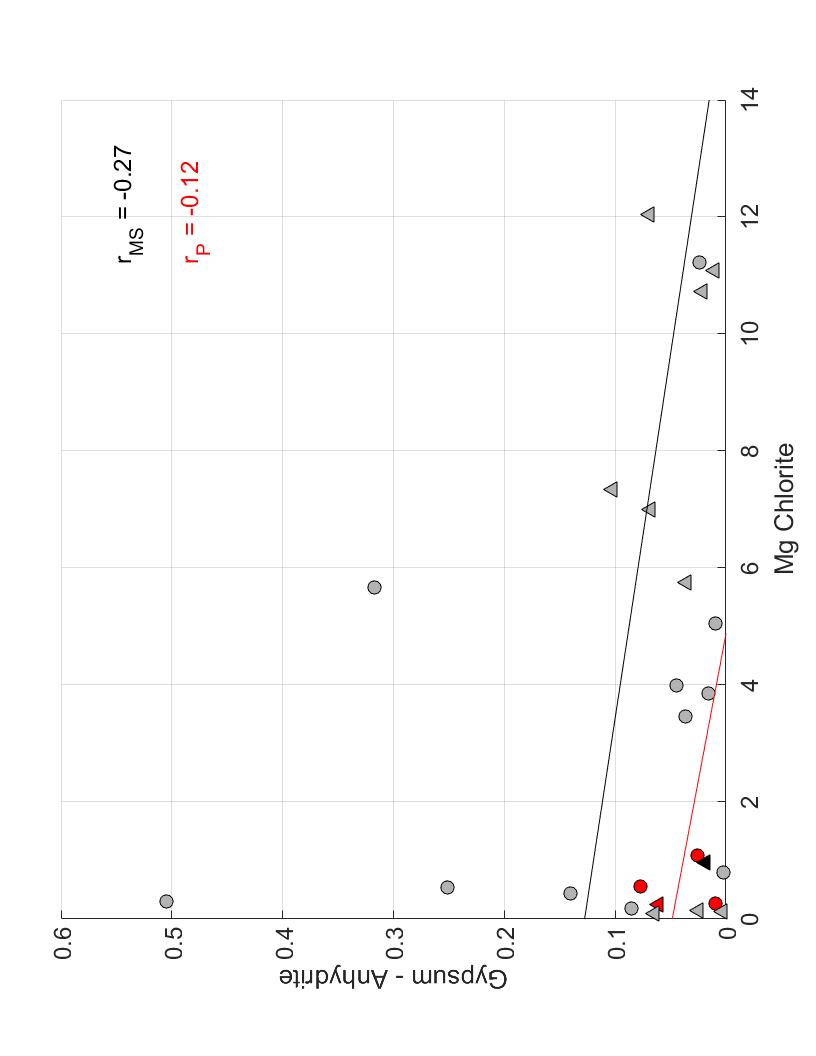 r_MS = -0.27
r_P = -0.12
0.6
0.5
0.4
0.3
0.2
0.1
0
Gypsum - Anhydrite
0 2 4 6 8 10 12 14
Mg Chlorite